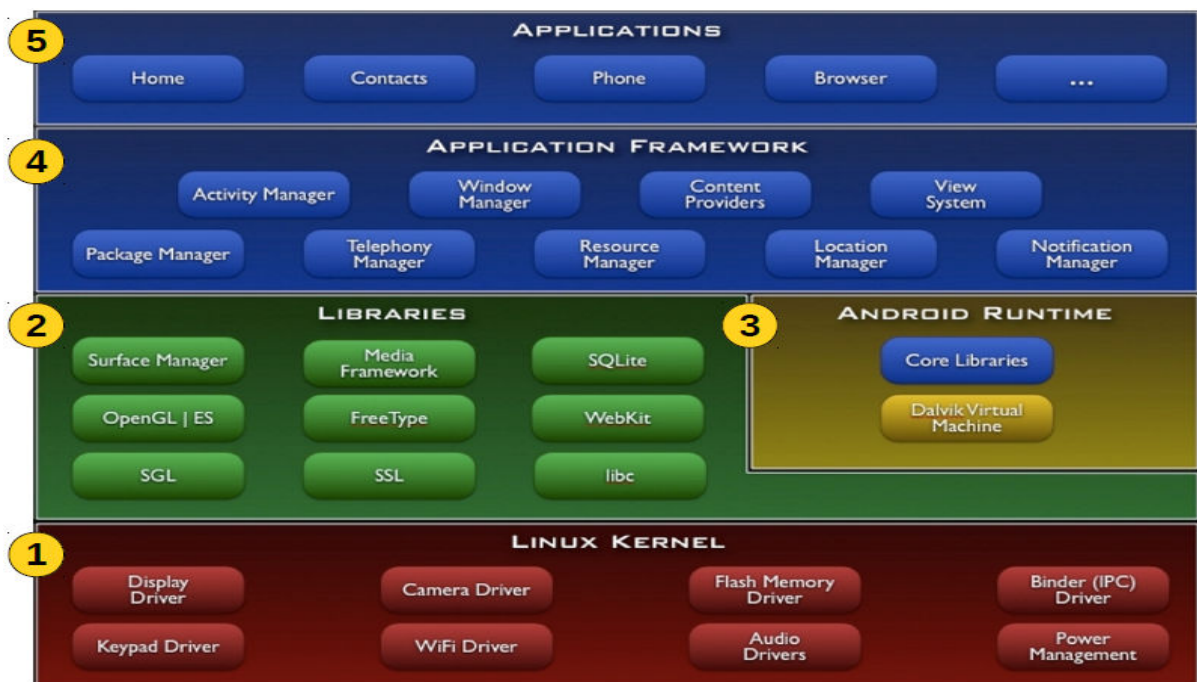 5
APPLICATIONS
Home
Contacts
Phone
Browser
...
4
APPLICATION FRAMEWORK
Activity Manager
Window
Manager
Content
Providers
View
System
Package Manager
Telephony
Manager
Resource
Manager
Location
Manager
Notification
Manager
2
LIBRARIES
Surface Manager
Media
Framework
SQLite
OpenGL | ES
FreeType
WebKit
SGL
SSL
libc
3
ANDROID RUNTIME
Core Libraries
Dalvik Virtual
Machine
1
LINUX KERNEL
Display
Driver
Camera Driver
Flash Memory
Driver
Binder (IPC)
Driver
Keypad Driver
WiFi Driver
Audio
Drivers
Power
Management